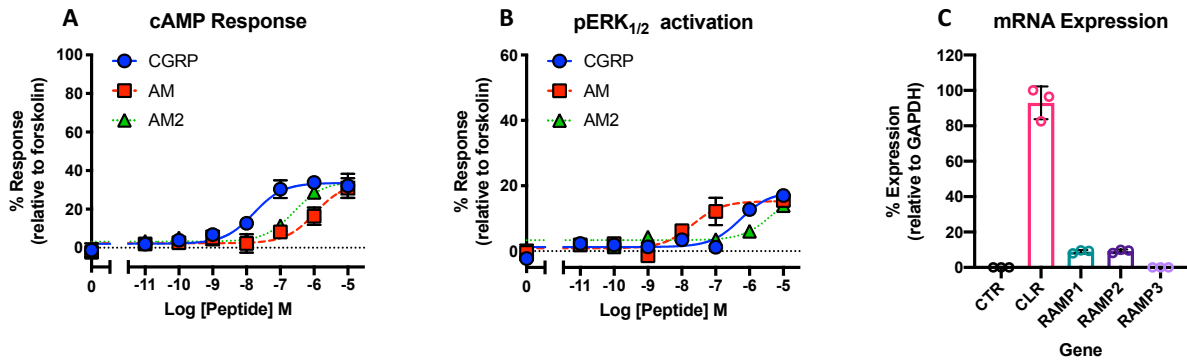 A
cAMP Response
% Response
(relative to forskolin)
100
80
60
40
20
0
CGRP
AM
AM2
0
-11
-10
-9
-8
-7
-6
-5
Log [Peptide] M
B
pERK1/2 activation
% Response
(relative to forskolin)
60
40
20
0
CGRP
AM
AM2
0
-11
-10
-9
-8
-7
-6
-5
Log [Peptide] M
C
mRNA Expression
% Expression
(relative to GAPDH)
120
100
80
60
40
20
0
CTR
CLR
RAMP1
RAMP2
RAMP3
Gene